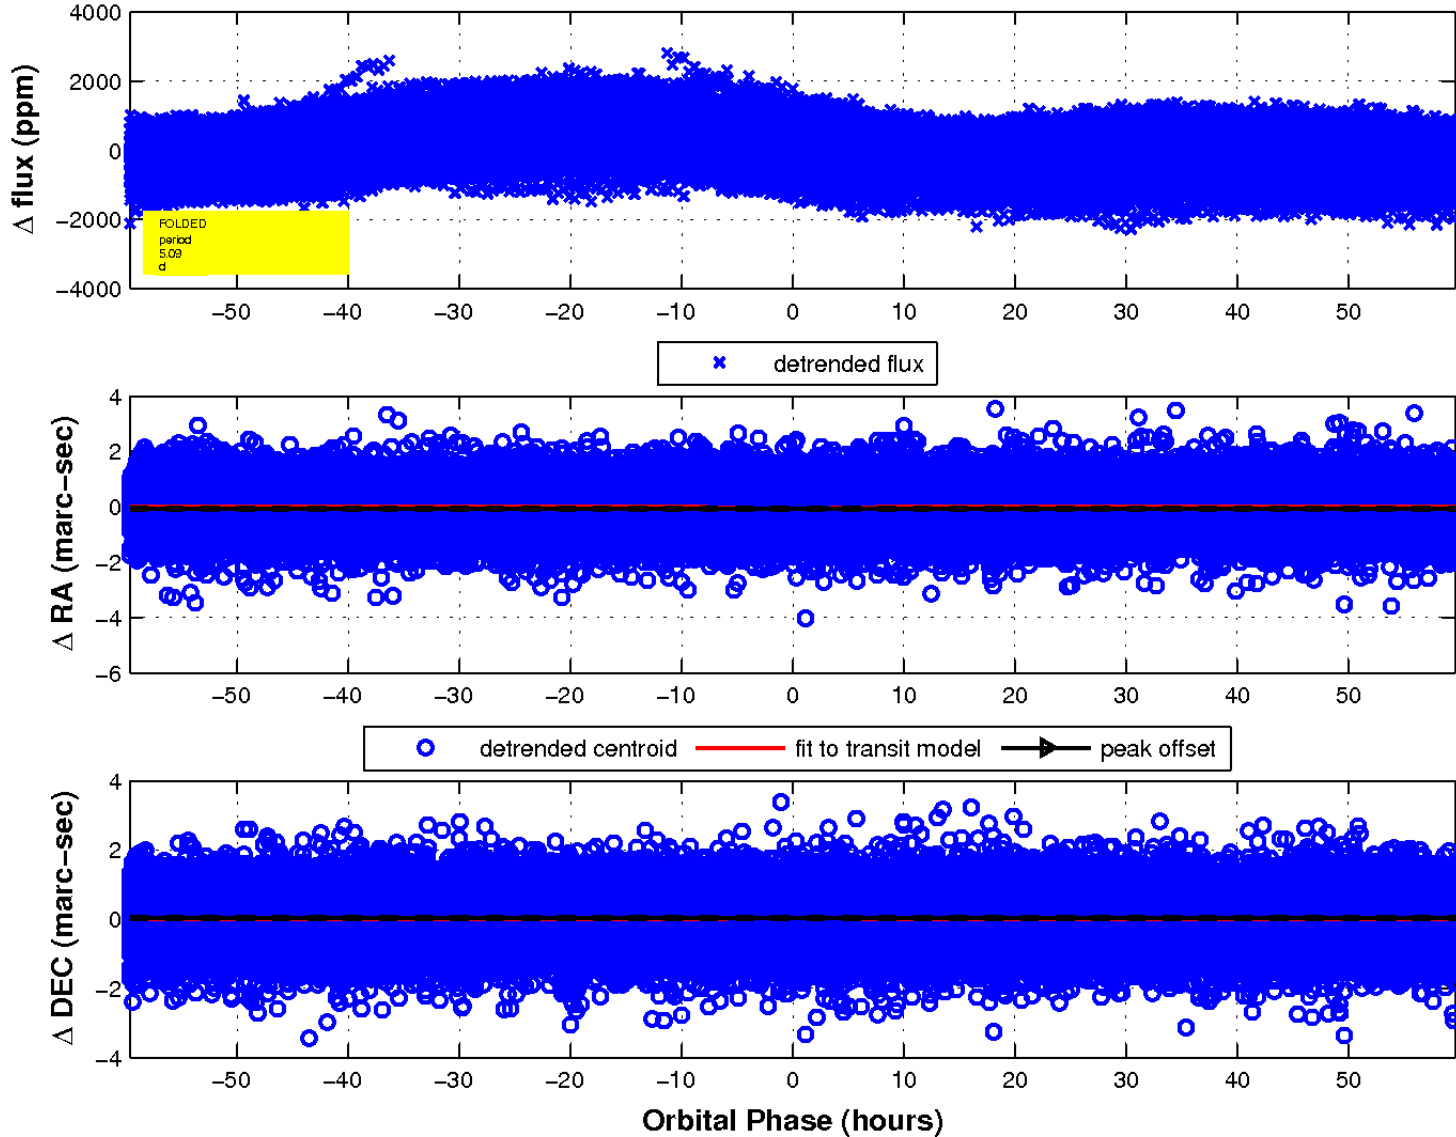 4000
2000
0
−2000
−4000
Δ flux (ppm)
FOLDED
period
5.09
d
−50 −40 −30 −20 −10 0 10 20 30 40 50
detrended flux
4
2
0
−2
−4
−6
Δ RA (marc−sec)
−50 −40 −30 −20 −10 0 10 20 30 40 50
detrended centroid fit to transit model peak offset
4
2
0
−2
−4
Δ DEC (marc−sec)
−50 −40 −30 −20 −10 0 10 20 30 40 50
Orbital Phase (hours)